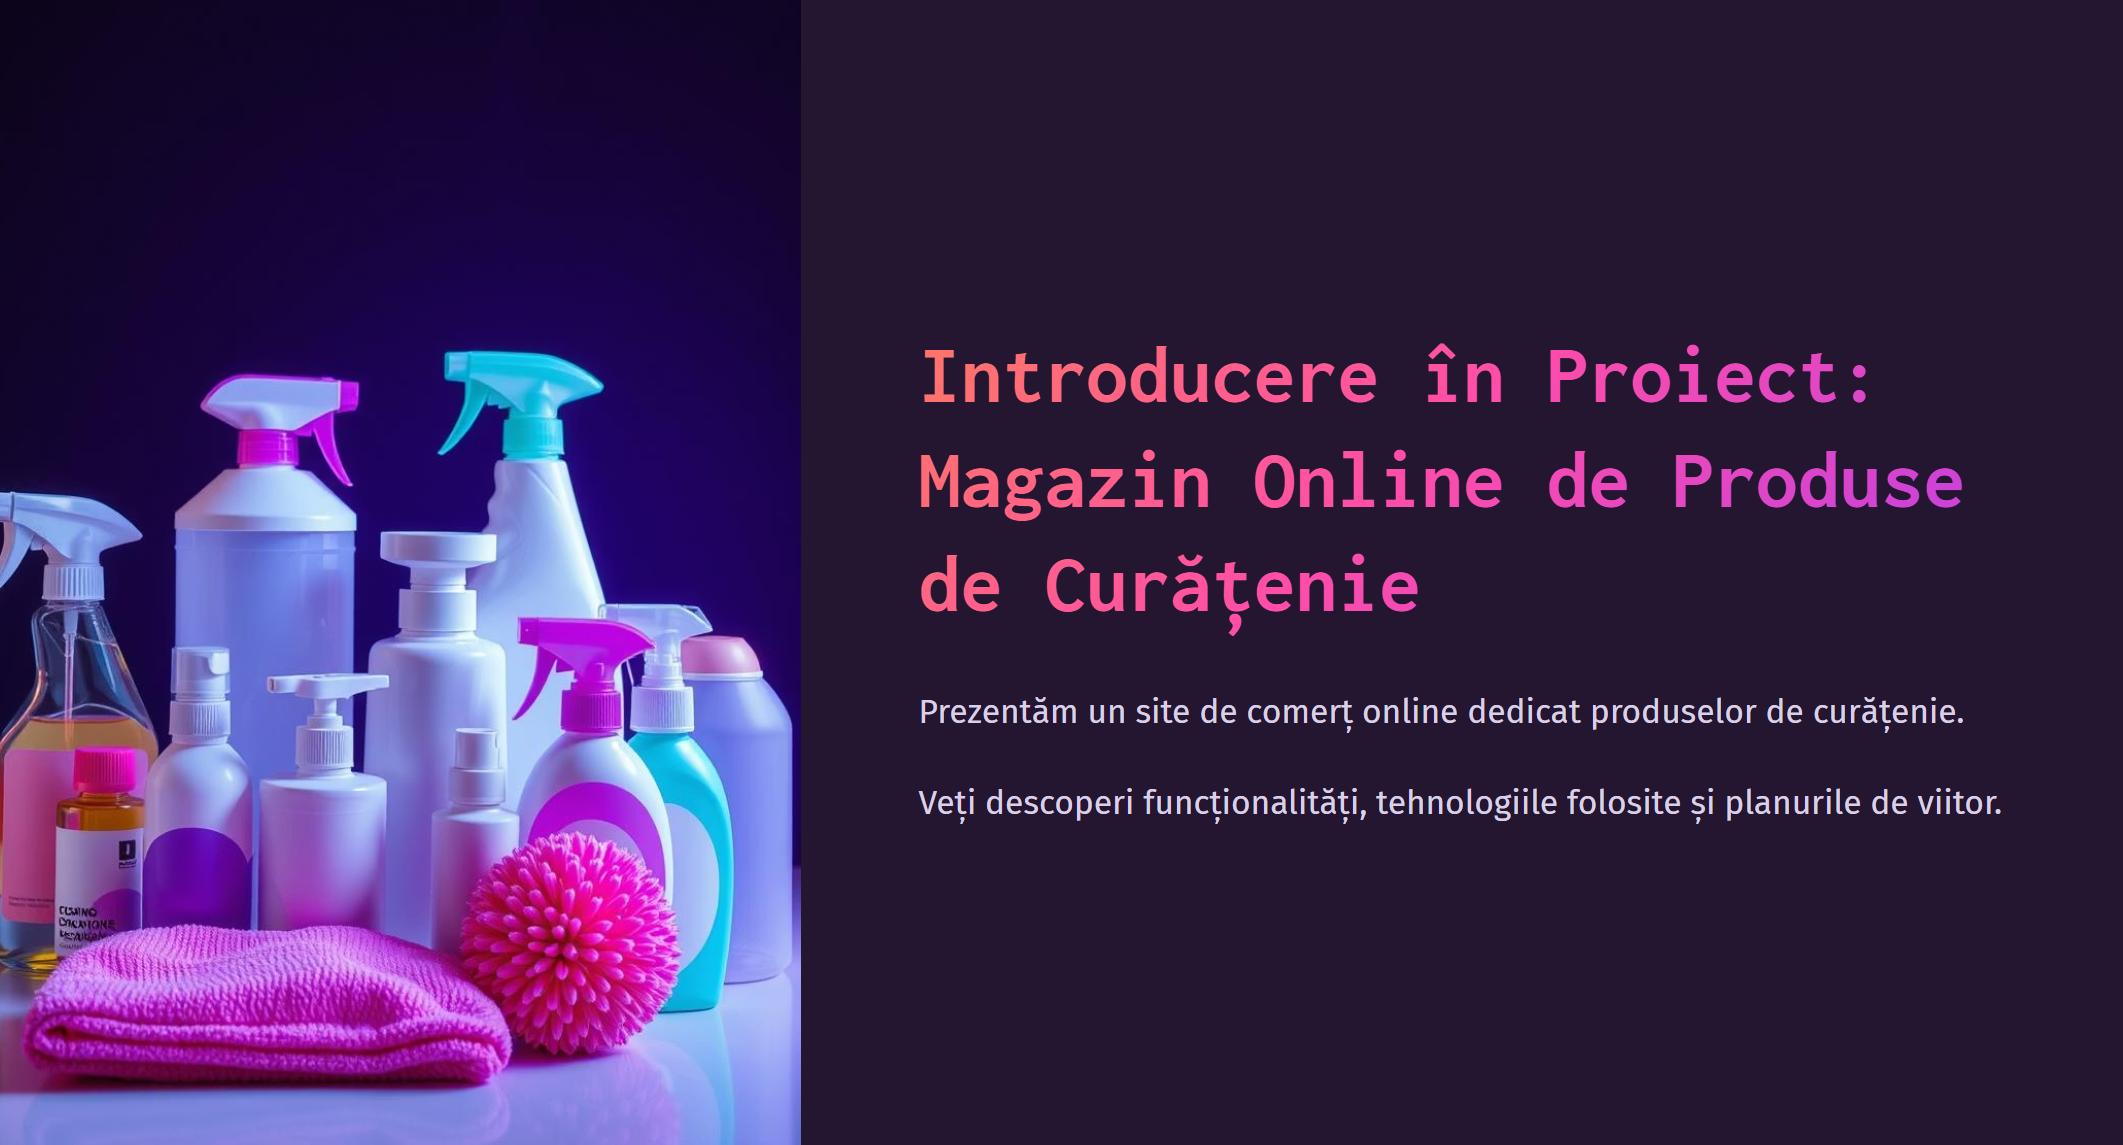 Introducere în Proiect:
Magazin Online de Produse
de Curățenie
Prezentăm un site de comerț online dedicat produselor de curățenie.
Veți descoperi funcționalități, tehnologiile folosite și planurile de viitor.